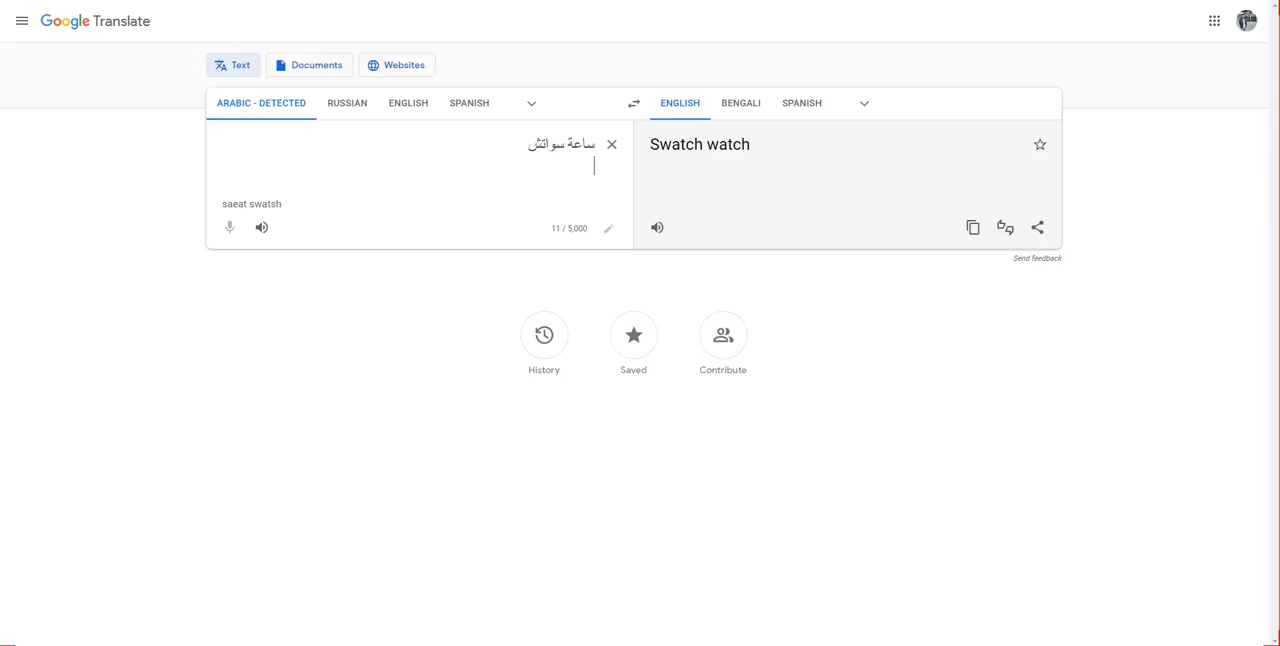 Google Translate
Text
Documents
Websites
ARABIC - DETECTED
RUSSIAN
ENGLISH
SPANISH
ENGLISH
BENGALI
SPANISH
ساعة سواتش
Swatch watch
saeat swatsh
11 / 5,000
Send feedback
History
Saved
Contribute